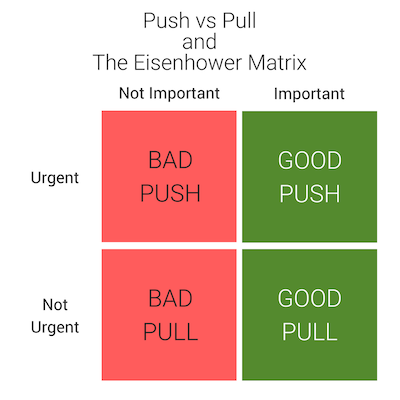 Push vs Pull
and
The Eisenhower Matrix
Not Important
Important
Urgent
BAD
PUSH
GOOD
PUSH
Not
Urgent
BAD
PULL
GOOD
PULL